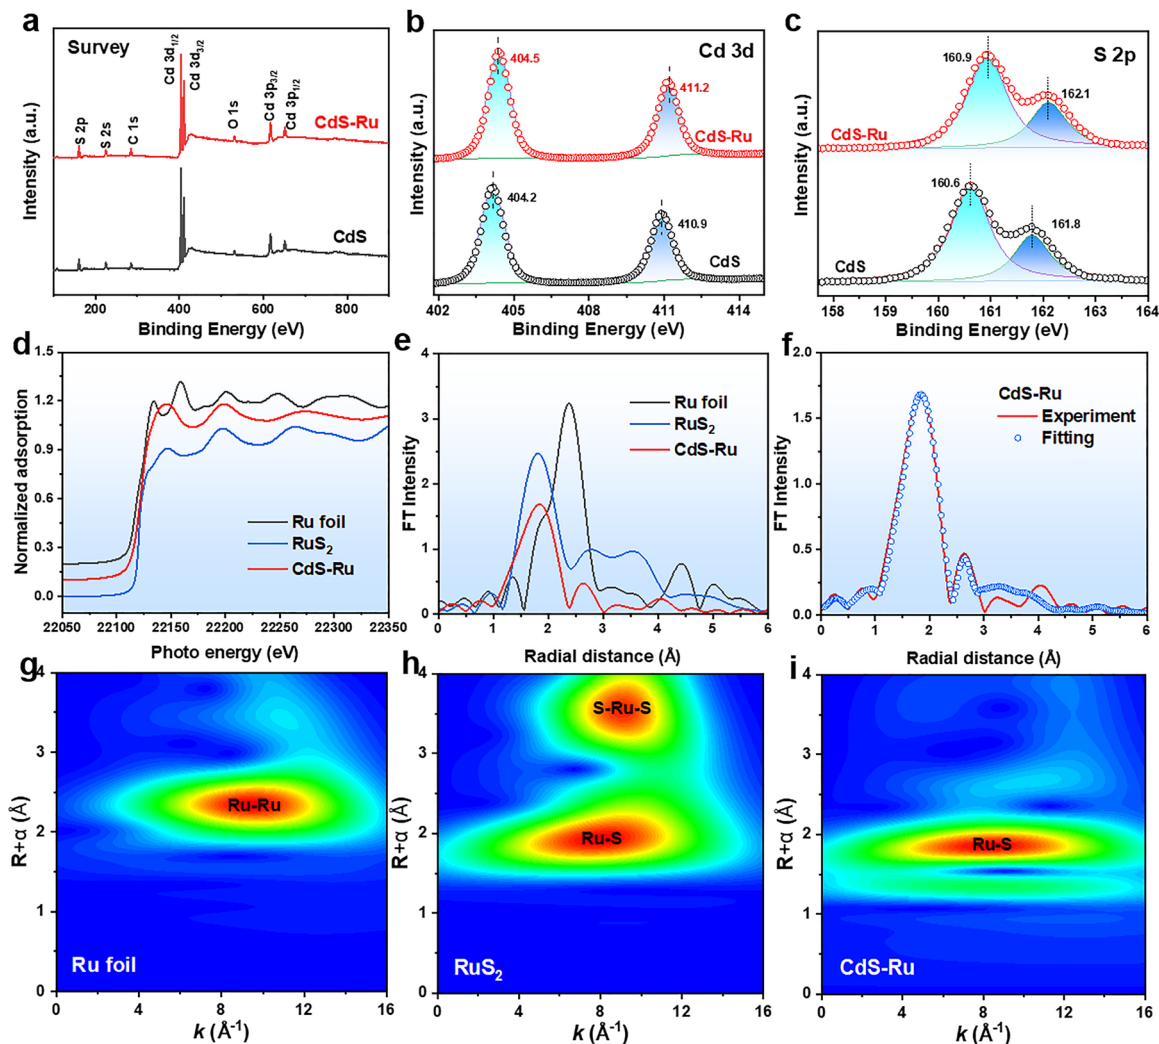 a
Survey
Cd 3d1/2
Cd 3d3/2
S 2p
S 2s
C 1s
O 1s
Cd 3p3/2
Cd 3p1/2
CdS-Ru
CdS
Intensity (a.u.)
200 400 600 800
Binding Energy (eV)
b
Cd 3d
404.5
411.2
CdS-Ru
404.2
410.9
CdS
Intensity (a.u.)
402 405 408 411 414
Binding Energy (eV)
c
S 2p
160.9
162.1
CdS-Ru
160.6
161.8
CdS
Intensity (a.u.)
158 159 160 161 162 163 164
Binding Energy (eV)
d
1.5
1.2
0.9
0.6
0.3
0.0
Normalized adsorption
Ru foil
RuS2
CdS-Ru
22050 22100 22150 22200 22250 22300 22350
Photo energy (eV)
e
4
3
2
1
0
FT Intensity
Ru foil
RuS2
CdS-Ru
0 1 2 3 4 5 6
Radial distance (Å)
f
2.0
1.5
1.0
0.5
0.0
FT Intensity
CdS-Ru
Experiment
Fitting
0 1 2 3 4 5 6
Radial distance (Å)
g
4
3
2
1
0
R+α (Å)
Ru-Ru
Ru foil
0 4 8 12 16
k (Å-1)
h
4
3
2
1
0
R+α (Å)
S-Ru-S
Ru-S
RuS2
0 4 8 12 16
k (Å-1)
i
4
3
2
1
0
R+α (Å)
Ru-S
CdS-Ru
0 4 8 12 16
k (Å-1)